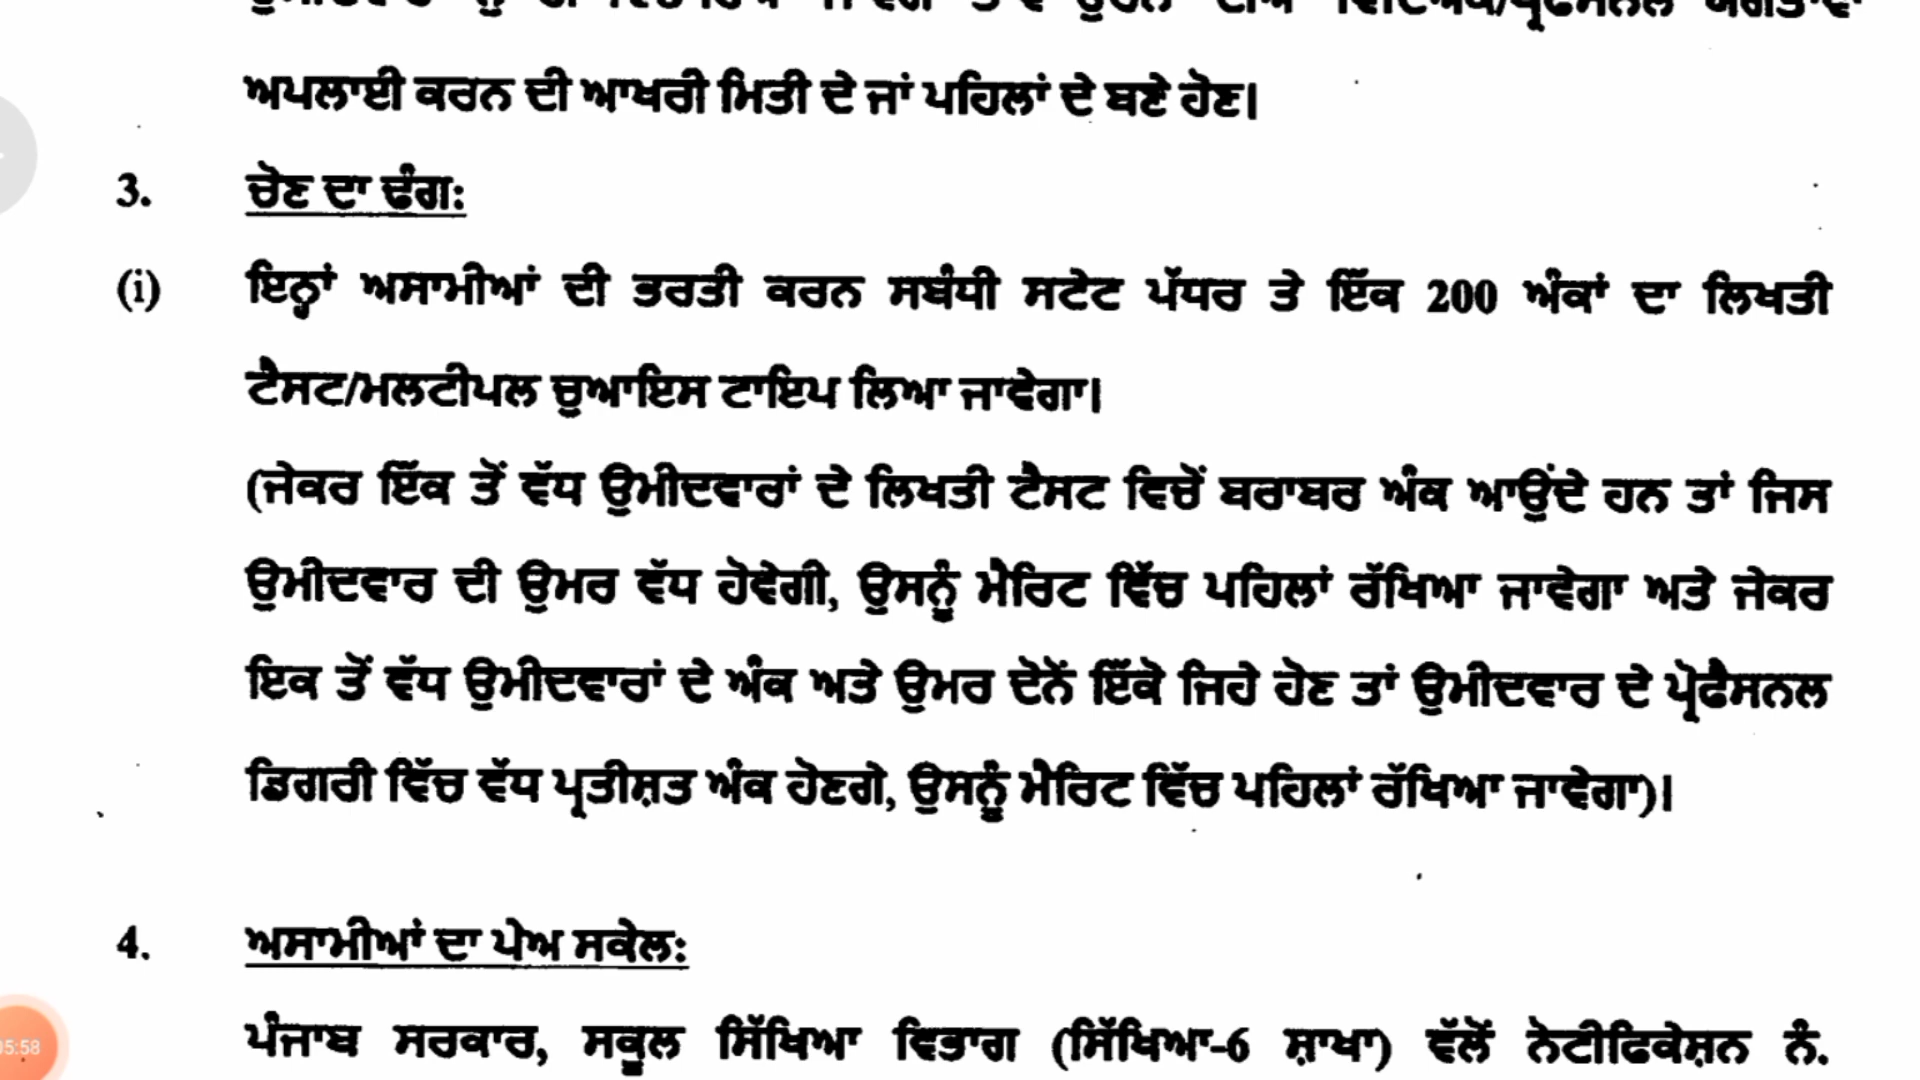 ਅਪਲਾਈ ਕਰਨ ਦੀ ਆਖਰੀ ਮਿਤੀ ਦੇ ਜਾਂ ਪਹਿਲਾਂ ਦੇ ਬਣੇ ਹੋਣ।
3. ਚੋਣ ਦਾ ਢੰਗ:
(i) ਇਨ੍ਹਾਂ ਅਸਾਮੀਆਂ ਦੀ ਭਰਤੀ ਕਰਨ ਸਬੰਧੀ ਸਟੇਟ ਪੱਧਰ ਤੇ ਇੱਕ 200 ਅੰਕਾਂ ਦਾ ਲਿਖਤੀ
ਟੈਸਟ/ਮਲਟੀਪਲ ਚੁਆਇਸ ਟਾਇਪ ਲਿਆ ਜਾਵੇਗਾ।
(ਜੇਕਰ ਇੱਕ ਤੋਂ ਵੱਧ ਉਮੀਦਵਾਰਾਂ ਦੇ ਲਿਖਤੀ ਟੈਸਟ ਵਿਚੋਂ ਬਰਾਬਰ ਅੰਕ ਆਉਂਦੇ ਹਨ ਤਾਂ ਜਿਸ
ਉਮੀਦਵਾਰ ਦੀ ਉਮਰ ਵੱਧ ਹੋਵੇਗੀ, ਉਸਨੂੰ ਮੈਰਿਟ ਵਿੱਚ ਪਹਿਲਾਂ ਰੱਖਿਆ ਜਾਵੇਗਾ ਅਤੇ ਜੇਕਰ
ਇਕ ਤੋਂ ਵੱਧ ਉਮੀਦਵਾਰਾਂ ਦੇ ਅੰਕ ਅਤੇ ਉਮਰ ਦੋਨੋਂ ਇੱਕੋ ਜਿਹੇ ਹੋਣ ਤਾਂ ਉਮੀਦਵਾਰ ਦੇ ਪ੍ਰੋਫੈਸਨਲ
ਡਿਗਰੀ ਵਿੱਚ ਵੱਧ ਪ੍ਰਤੀਸ਼ਤ ਅੰਕ ਹੋਣਗੇ, ਉਸਨੂੰ ਮੈਰਿਟ ਵਿੱਚ ਪਹਿਲਾਂ ਰੱਖਿਆ ਜਾਵੇਗਾ)।
4. ਅਸਾਮੀਆਂ ਦਾ ਪੇਅ ਸਕੇਲ:
ਪੰਜਾਬ ਸਰਕਾਰ, ਸਕੂਲ ਸਿੱਖਿਆ ਵਿਭਾਗ (ਸਿੱਖਿਆ-6 ਸ਼ਾਖਾ) ਵੱਲੋਂ ਨੋਟੀਫਿਕੇਸ਼ਨ ਨੰ.
05:58